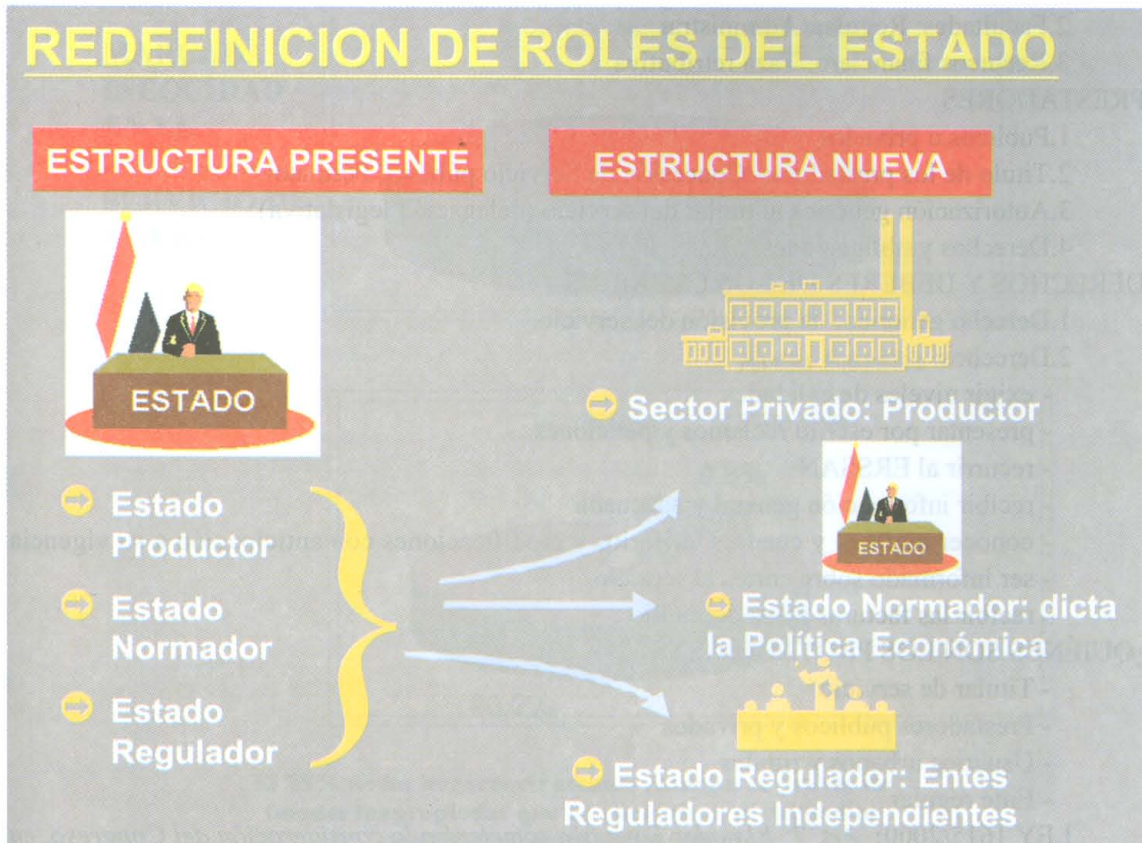 REDEFINICION DE ROLES DEL ESTADO
ESTRUCTURA PRESENTE
ESTADO
Estado
Productor
Estado
Normador
Estado
Regulador
ESTRUCTURA NUEVA
Sector Privado: Productor
ESTADO
Estado Normador: dicta
la Política Económica
Estado Regulador: Entes
Reguladores Independientes